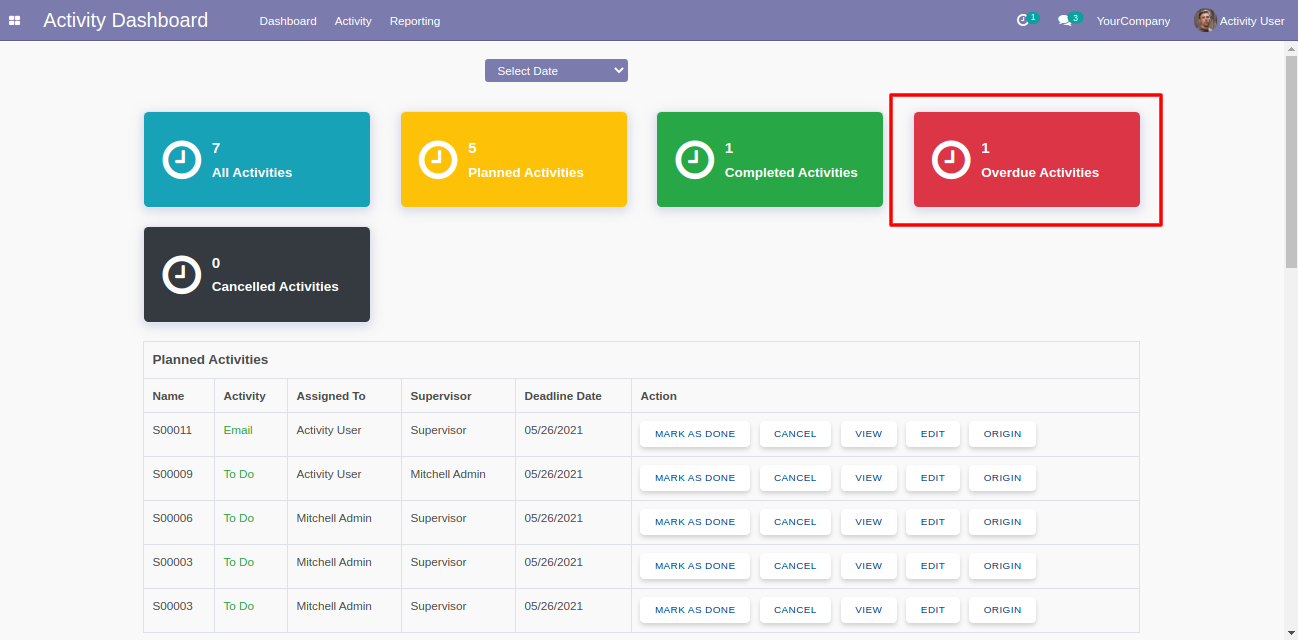 Activity Dashboard Dashboard Activity Reporting 1 3 YourCompany Activity User
Select Date
7
All Activities
5
Planned Activities
1
Completed Activities
1
Overdue Activities
0
Cancelled Activities
Planned Activities
Name Activity Assigned To Supervisor Deadline Date Action
S00011 Email Activity User Supervisor 05/26/2021 MARK AS DONE CANCEL VIEW EDIT ORIGIN
S00009 To Do Activity User Mitchell Admin 05/26/2021 MARK AS DONE CANCEL VIEW EDIT ORIGIN
S00006 To Do Mitchell Admin Supervisor 05/26/2021 MARK AS DONE CANCEL VIEW EDIT ORIGIN
S00003 To Do Mitchell Admin Supervisor 05/26/2021 MARK AS DONE CANCEL VIEW EDIT ORIGIN
S00003 To Do Mitchell Admin Supervisor 05/26/2021 MARK AS DONE CANCEL VIEW EDIT ORIGIN